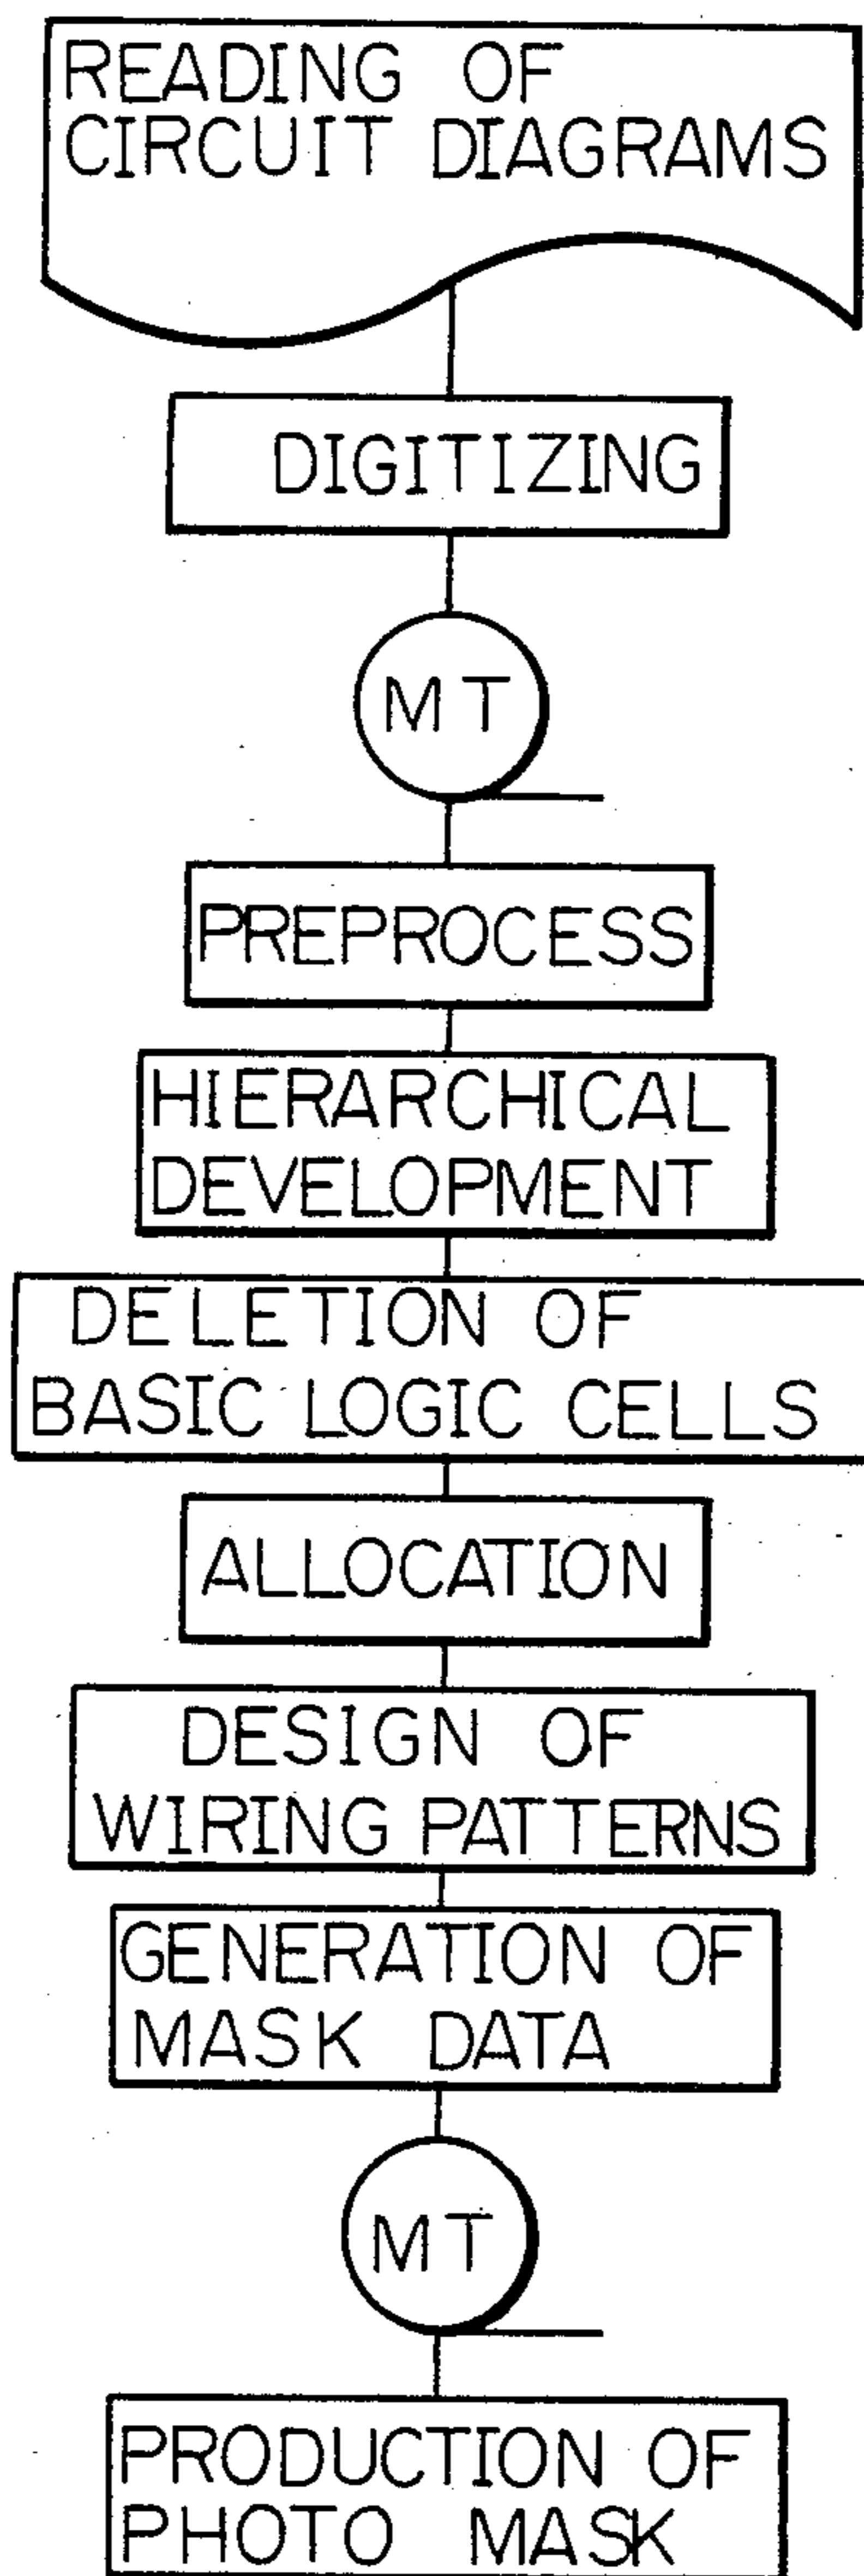 READING OF
CIRCUIT DIAGRAMS
DIGITIZING
MT
PREPROCESS
HIERARCHICAL
DEVELOPMENT
DELETION OF
BASIC LOGIC CELLS
ALLOCATION
DESIGN OF
WIRING PATTERNS
GENERATION OF
MASK DATA
MT
PRODUCTION OF
PHOTO MASK